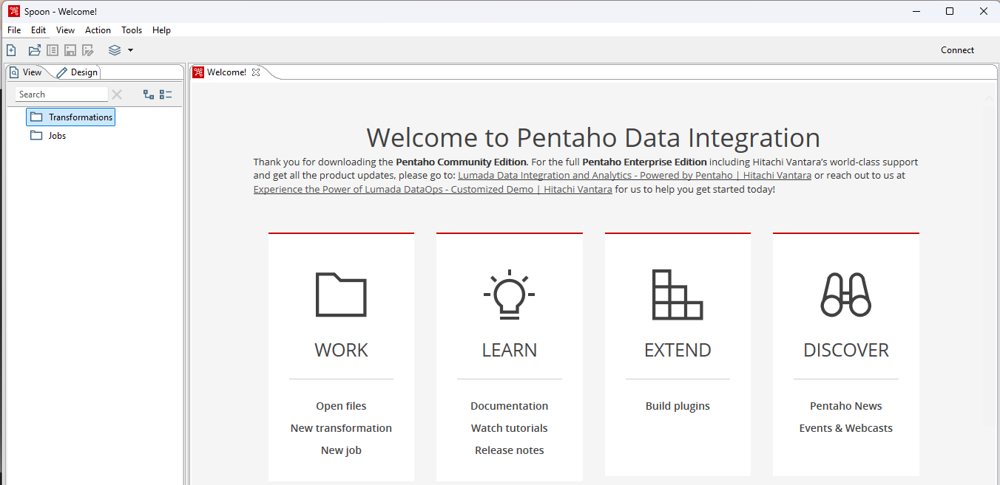 Spoon - Welcome!
File Edit View Action Tools Help
Connect
View Design
Welcome!
Search
Transformations
Jobs
Welcome to Pentaho Data Integration
Thank you for downloading the Pentaho Community Edition. For the full Pentaho Enterprise Edition including Hitachi Vantara’s world-class support
and get all the product updates, please go to: Lumada Data Integration and Analytics - Powered by Pentaho | Hitachi Vantara or reach out to us at
Experience the Power of Lumada DataOps - Customized Demo | Hitachi Vantara for us to help you get started today!
WORK
Open files
New transformation
New job
LEARN
Documentation
Watch tutorials
Release notes
EXTEND
Build plugins
DISCOVER
Pentaho News
Events & Webcasts